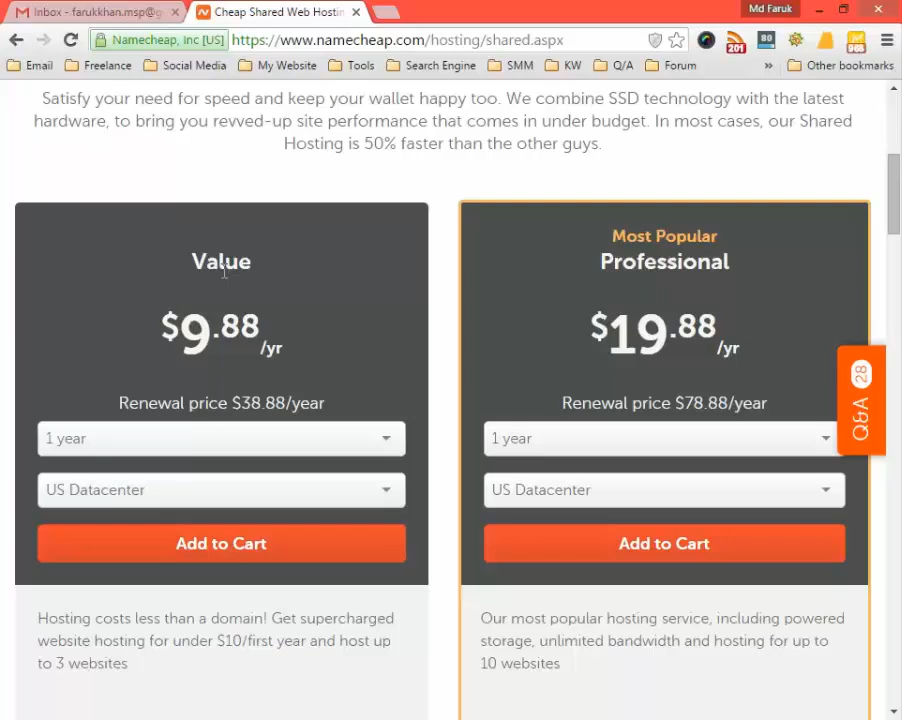 Inbox - farukkhan.msp@g
Cheap Shared Web Hostin
Md Faruk
Namecheap, Inc [US]
https://www.namecheap.com/hosting/shared.aspx
201
80
Email
Freelance
Social Media
My Website
Tools
Search Engine
SMM
KW
Q/A
Forum
»
Other bookmarks
Satisfy your need for speed and keep your wallet happy too. We combine SSD technology with the latest
hardware, to bring you revved-up site performance that comes in under budget. In most cases, our Shared
Hosting is 50% faster than the other guys.
Value
$9.88/yr
Renewal price $38.88/year
1 year
US Datacenter
Add to Cart
Hosting costs less than a domain! Get supercharged
website hosting for under $10/first year and host up
to 3 websites
Most Popular
Professional
$19.88/yr
Renewal price $78.88/year
1 year
US Datacenter
Add to Cart
Our most popular hosting service, including powered
storage, unlimited bandwidth and hosting for up to
10 websites
Q&A 28